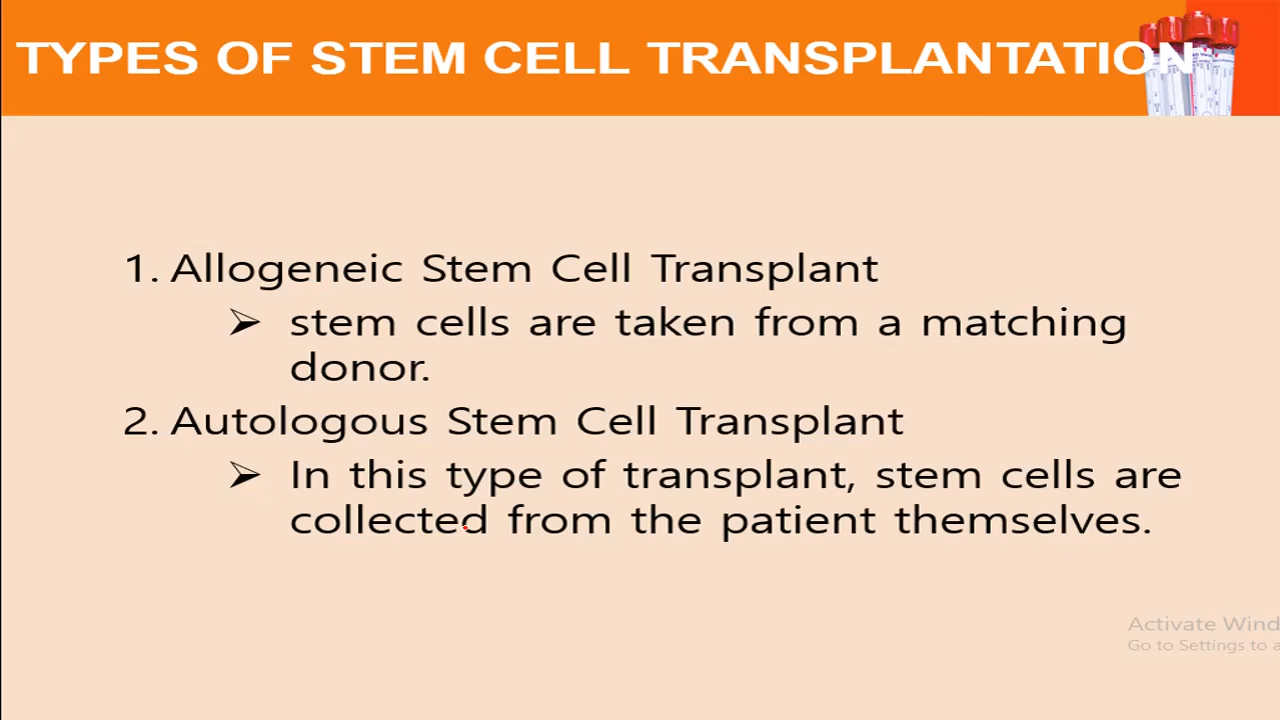 TYPES OF STEM CELL TRANSPLANTATION
1. Allogeneic Stem Cell Transplant
➢ stem cells are taken from a matching
donor.
2. Autologous Stem Cell Transplant
➢ In this type of transplant, stem cells are
collected from the patient themselves.
Activate Wind
Go to Settings to a